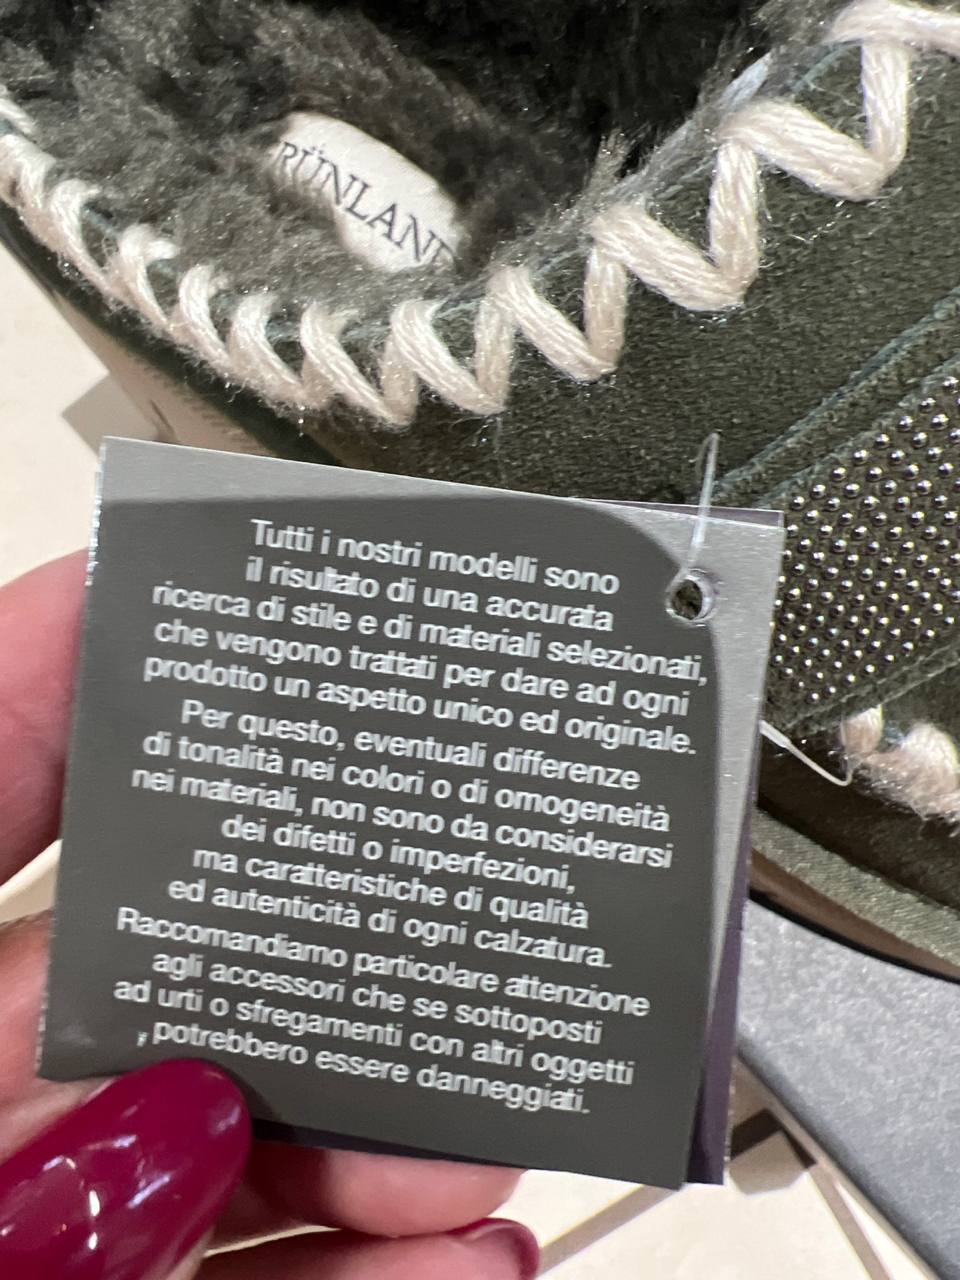 RÜNLAND
Tutti i nostri modelli sono
il risultato di una accurata
ricerca di stile e di materiali selezionati,
che vengono trattati per dare ad ogni
prodotto un aspetto unico ed originale.
Per questo, eventuali differenze
di tonalità nei colori o di omogeneità
nei materiali, non sono da considerarsi
dei difetti o imperfezioni,
ma caratteristiche di qualità
ed autenticità di ogni calzatura.
Raccomandiamo particolare attenzione
agli accessori che se sottoposti
ad urti o sfregamenti con altri oggetti
, potrebbero essere danneggiati.